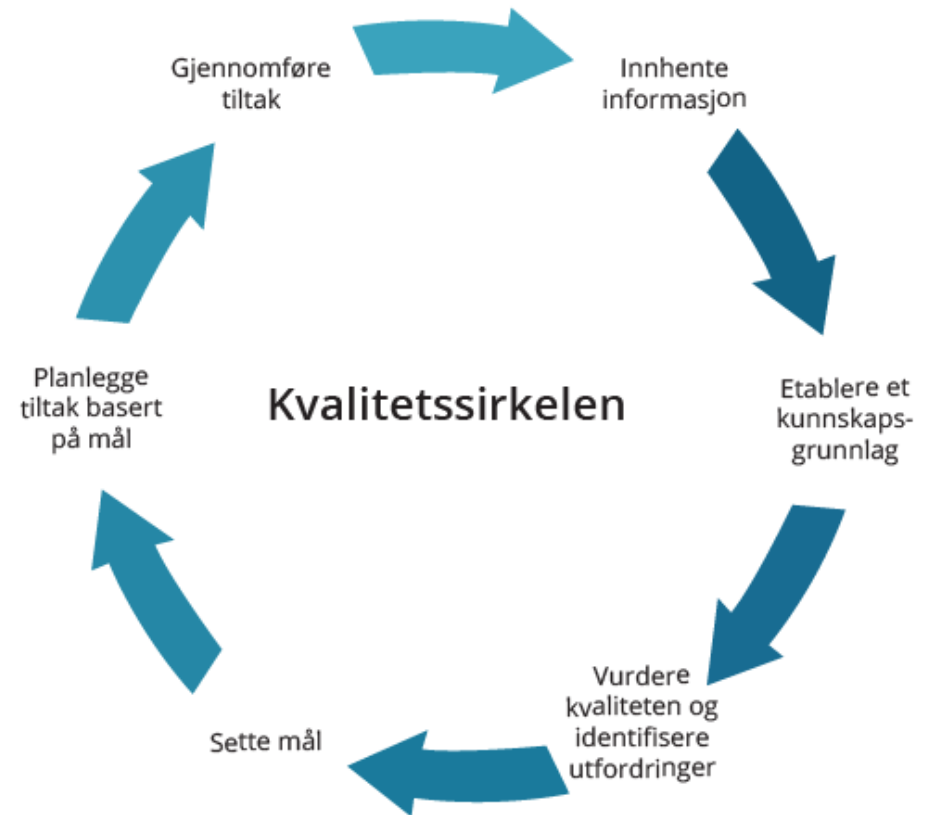 Gjennomføre
tiltak
Innhente
informasjon
Etablere et
kunnskaps-
grunnlag
Vurdere
kvaliteten og
identifisere
utfordringer
Sette mål
Planlegge
tiltak basert
på mål
Kvalitetssirkelen